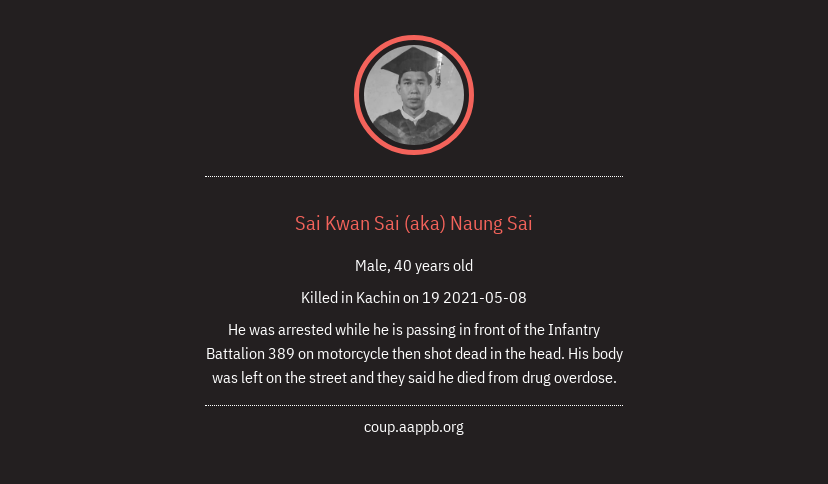 Sai Kwan Sai (aka) Naung Sai
Male, 40 years old
Killed in Kachin on 19 2021-05-08
He was arrested while he is passing in front of the Infantry
Battalion 389 on motorcycle then shot dead in the head. His body
was left on the street and they said he died from drug overdose.
coup.aappb.org